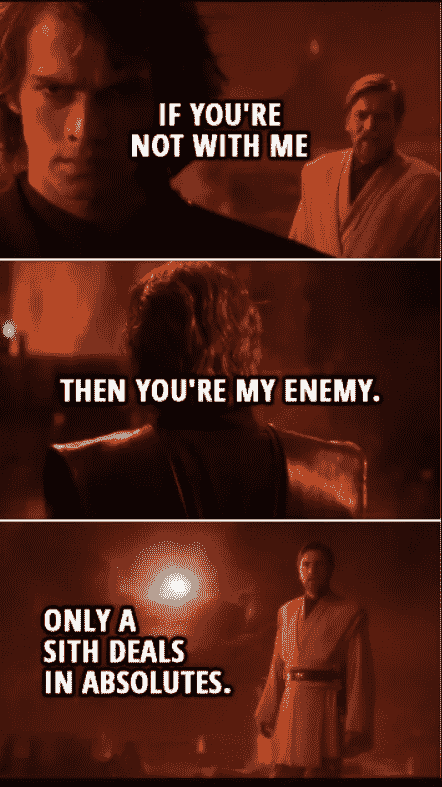 IF YOU'RE
NOT WITH ME
THEN YOU'RE MY ENEMY.
ONLY A
SITH DEALS
IN ABSOLUTES.